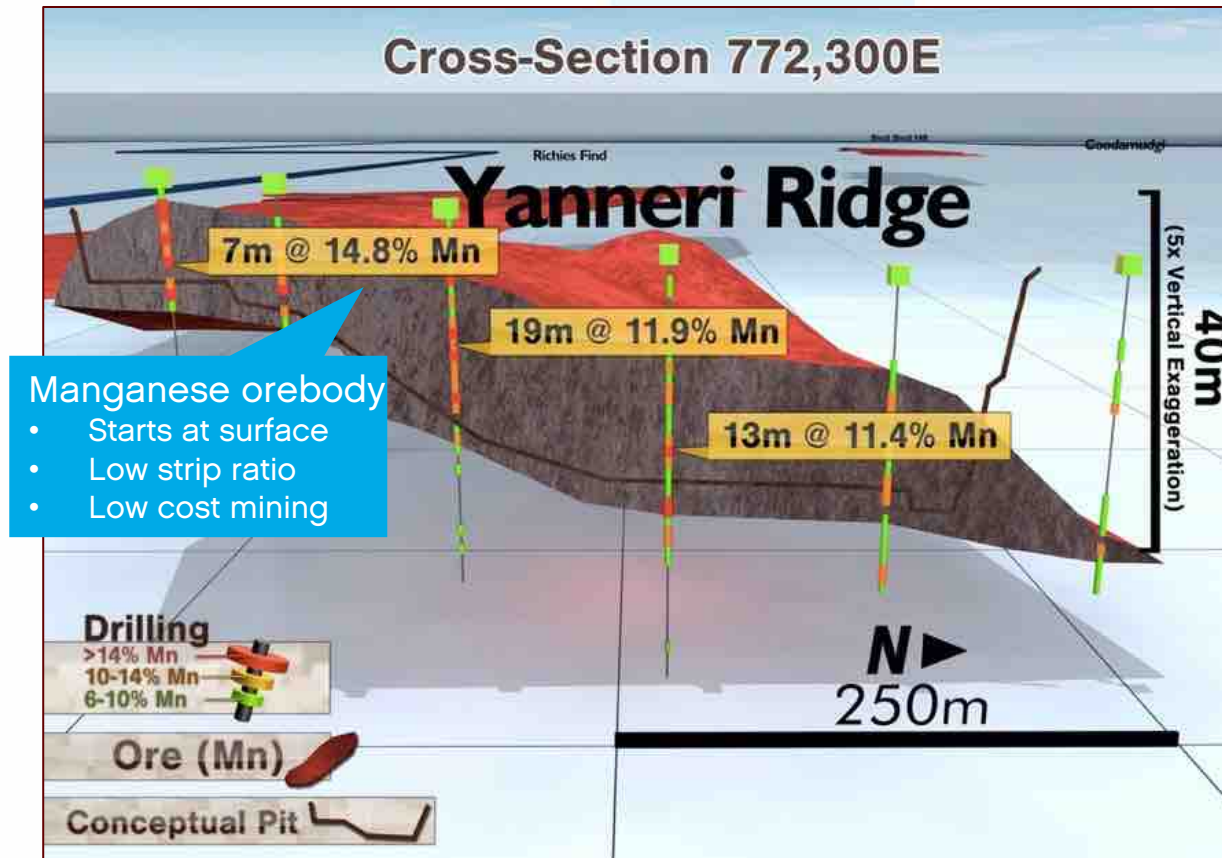 Cross-Section 772,300E
Richies Find
Coodamudgi
Yanneri Ridge
7m @ 14.8% Mn
19m @ 11.9% Mn
13m @ 11.4% Mn
40m
(5x Vertical Exaggeration)
Manganese orebody
• Starts at surface
• Low strip ratio
• Low cost mining
Drilling
>14% Mn
10-14% Mn
6-10% Mn
Ore (Mn)
Conceptual Pit
N
250m